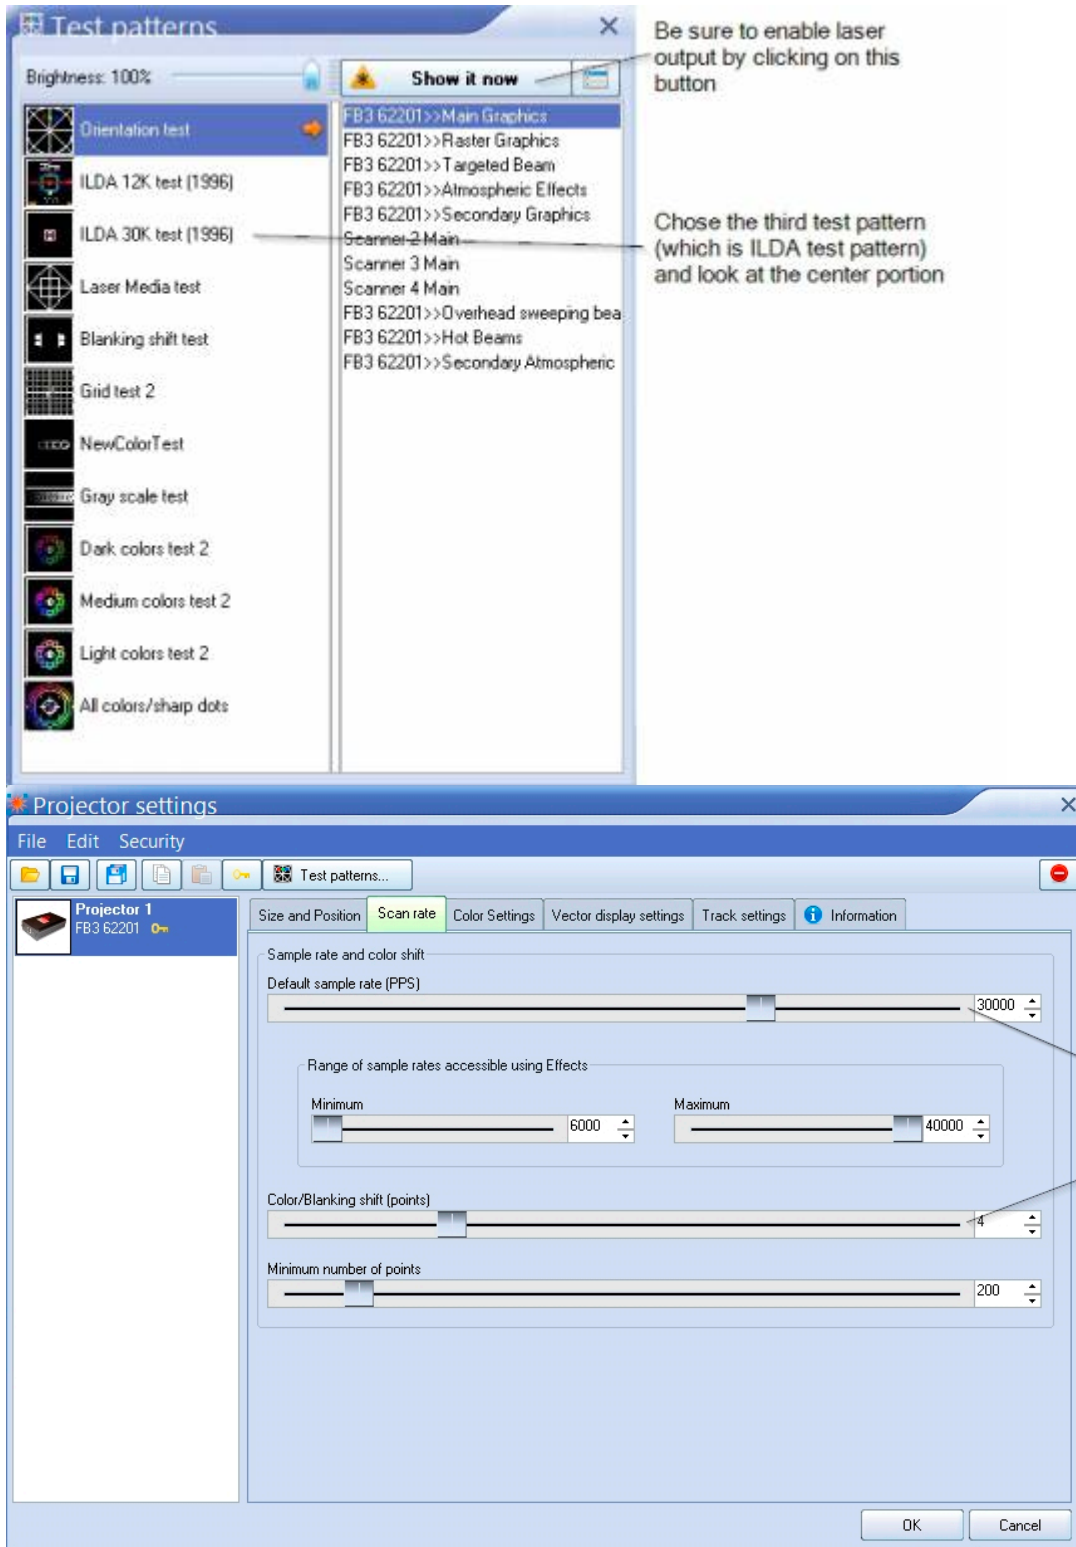 Test patterns
Be sure to enable laser
output by clicking on this
button
Brightness: 100%
Show it now
Orientation test
ILDA 12K test (1996)
ILDA 30K test (1996)
Laser Media test
Blanking shift test
Grid test 2
NewColorTest
Gray scale test
Dark colors test 2
Medium colors test 2
Light colors test 2
All colors/sharp dots
FB3 62201>>Main Graphics
FB3 62201>>Raster Graphics
FB3 62201>>Targeted Beam
FB3 62201>>Atmospheric Effects
FB3 62201>>Secondary Graphics
Scanner 2 Main
Scanner 3 Main
Scanner 4 Main
FB3 62201>>Overhead sweeping bea
FB3 62201>>Hot Beams
FB3 62201>>Secondary Atmospheric
Chose the third test pattern
(which is ILDA test pattern)
and look at the center portion
Projector settings
File Edit Security
Test patterns...
Projector 1
FB3 62201
Size and Position Scan rate Color Settings Vector display settings Track settings Information
Sample rate and color shift
Default sample rate (PPS)
30000
Range of sample rates accessible using Effects
Minimum Maximum
6000 40000
Color/Blanking shift (points)
4
Minimum number of points
200
OK Cancel